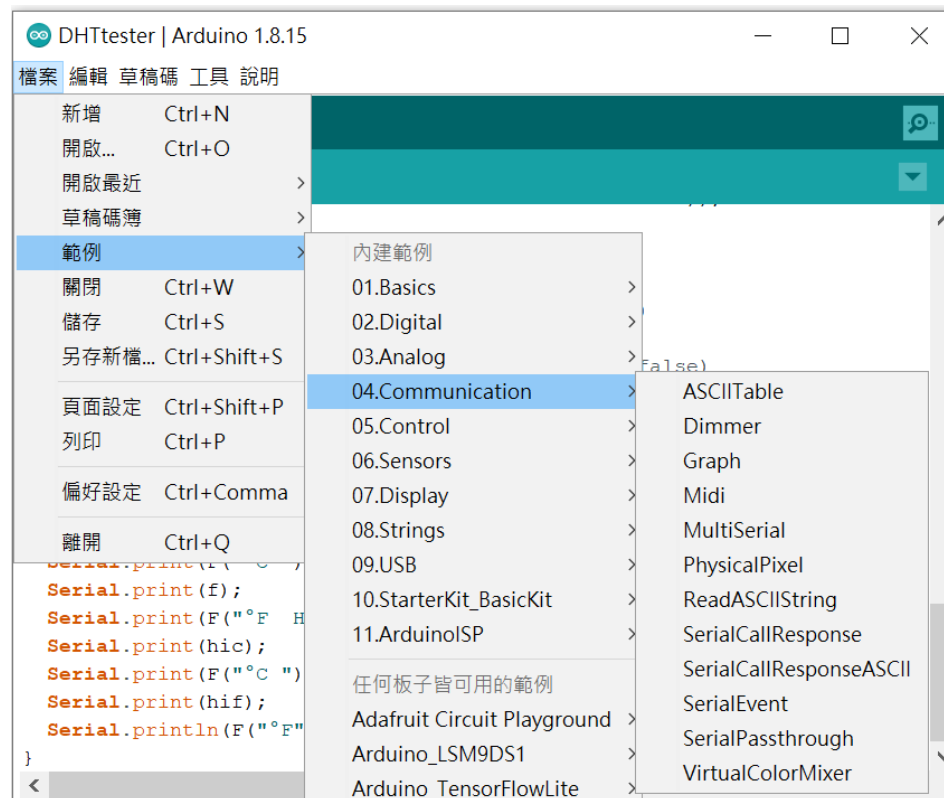 DHTtester | Arduino 1.8.15
檔案 編輯 草稿碼 工具 說明
新增 Ctrl+N
開啟... Ctrl+O
開啟最近
草稿碼簿
範例
關閉 Ctrl+W
儲存 Ctrl+S
另存新檔... Ctrl+Shift+S
頁面設定 Ctrl+Shift+P
列印 Ctrl+P
偏好設定 Ctrl+Comma
離開 Ctrl+Q
內建範例
01.Basics
02.Digital
03.Analog
04.Communication
05.Control
06.Sensors
07.Display
08.Strings
09.USB
10.StarterKit_BasicKit
11.ArduinoISP
任何板子皆可用的範例
Adafruit Circuit Playground
Arduino_LSM9DS1
Arduino_TensorFlowLite
ASCIITable
Dimmer
Graph
Midi
MultiSerial
PhysicalPixel
ReadASCIIString
SerialCallResponse
SerialCallResponseASCII
SerialEvent
SerialPassthrough
VirtualColorMixer
false)
Serial.print(f);
Serial.print(F("°F H
Serial.print(hic);
Serial.print(F("°C ")
Serial.print(hif);
Serial.println(F("°F"
}